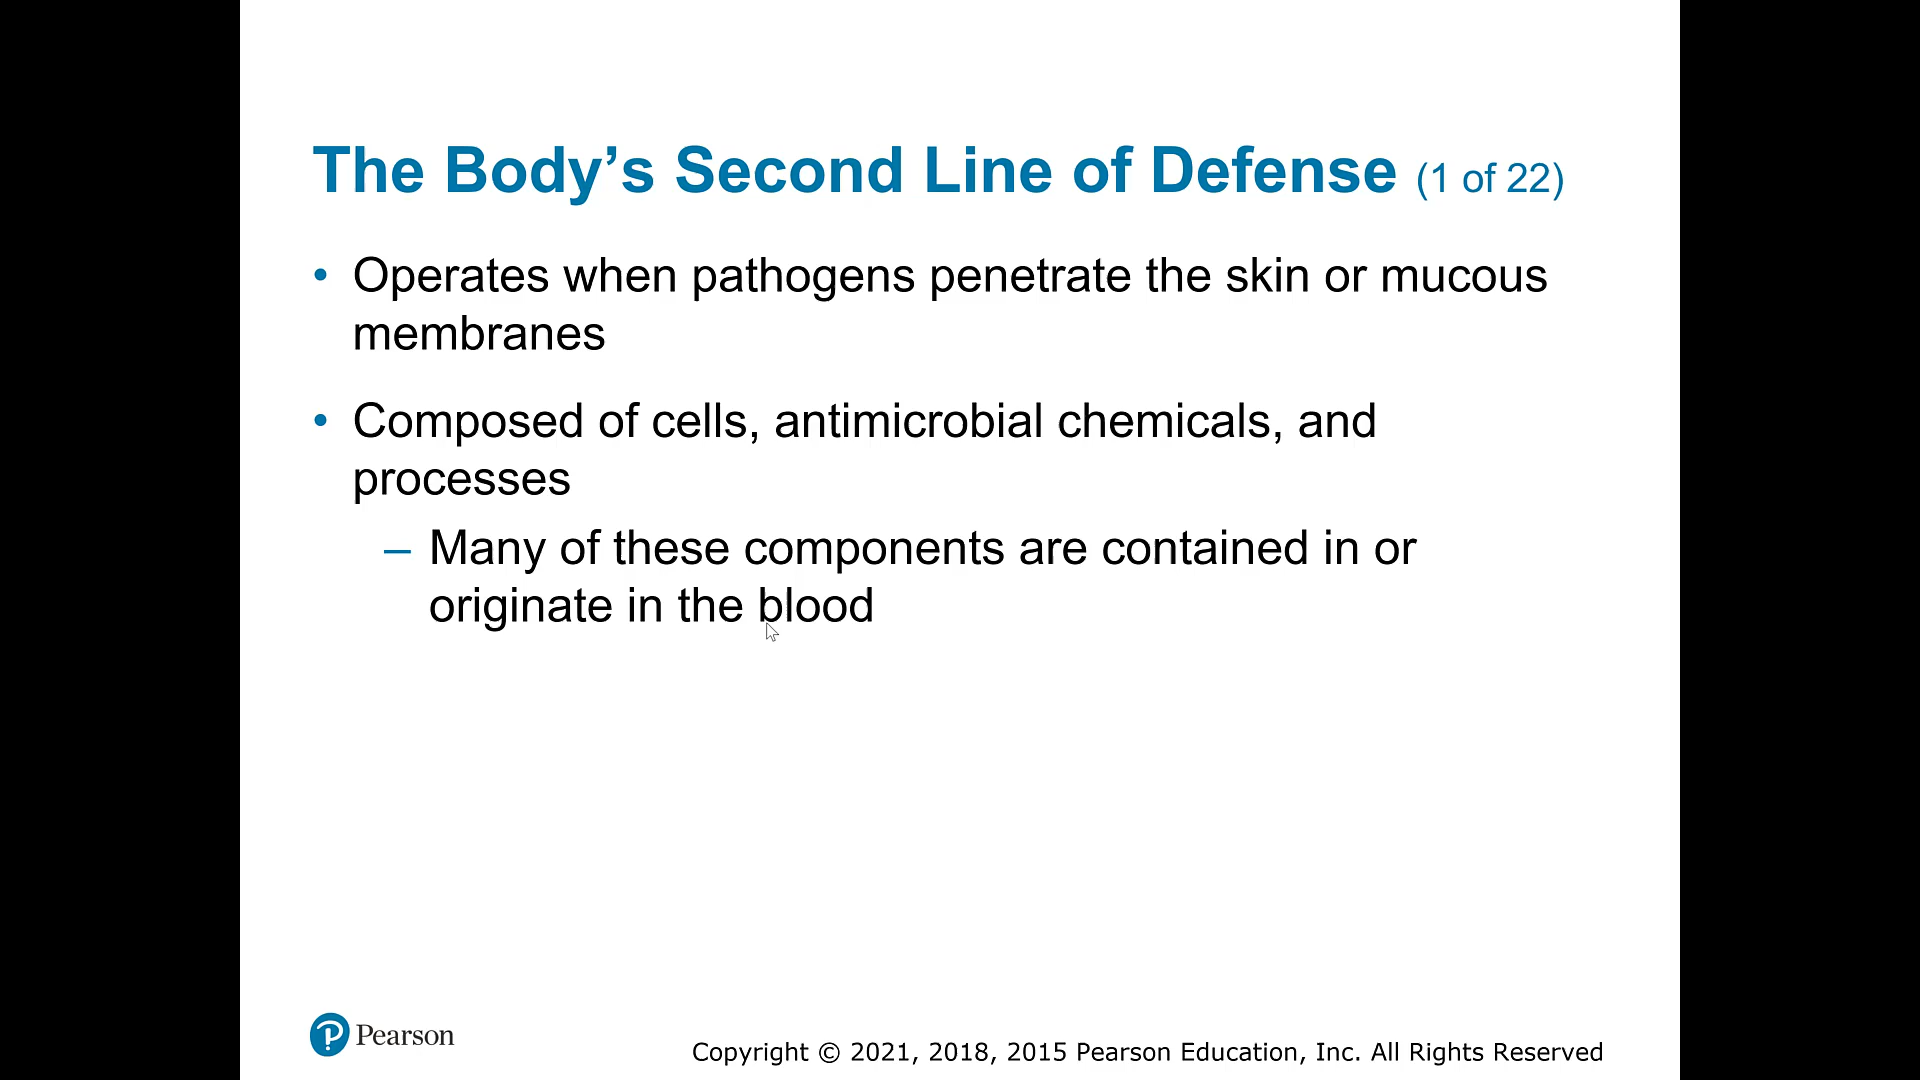 The Body’s Second Line of Defense (1 of 22)
• Operates when pathogens penetrate the skin or mucous
membranes
• Composed of cells, antimicrobial chemicals, and
processes
– Many of these components are contained in or
originate in the blood
Pearson
Copyright © 2021, 2018, 2015 Pearson Education, Inc. All Rights Reserved